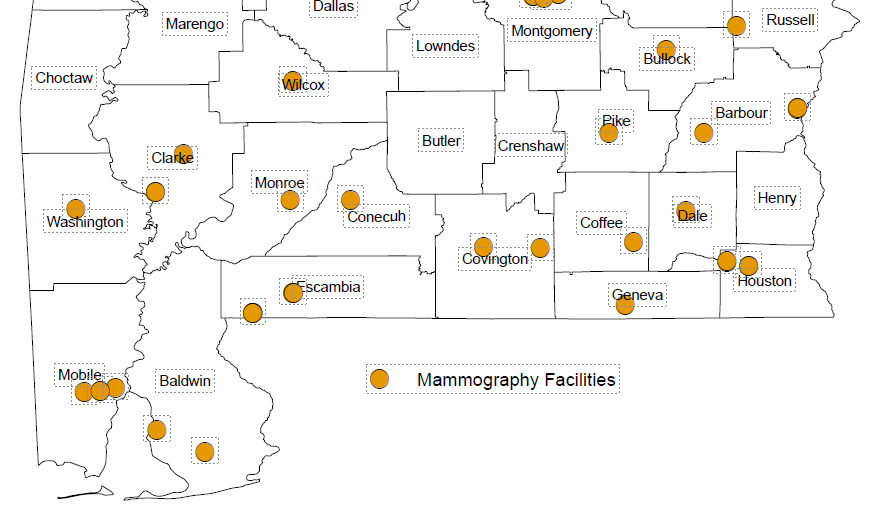 Dallas
Marengo
Russell
Montgomery
Lowndes
Bullock
Choctaw
Wilcox
Barbour
Pike
Butler
Crenshaw
Clarke
Monroe
Henry
Conecuh
Dale
Washington
Coffee
Covington
Houston
Escambia
Geneva
Mobile
Baldwin
Mammography Facilities